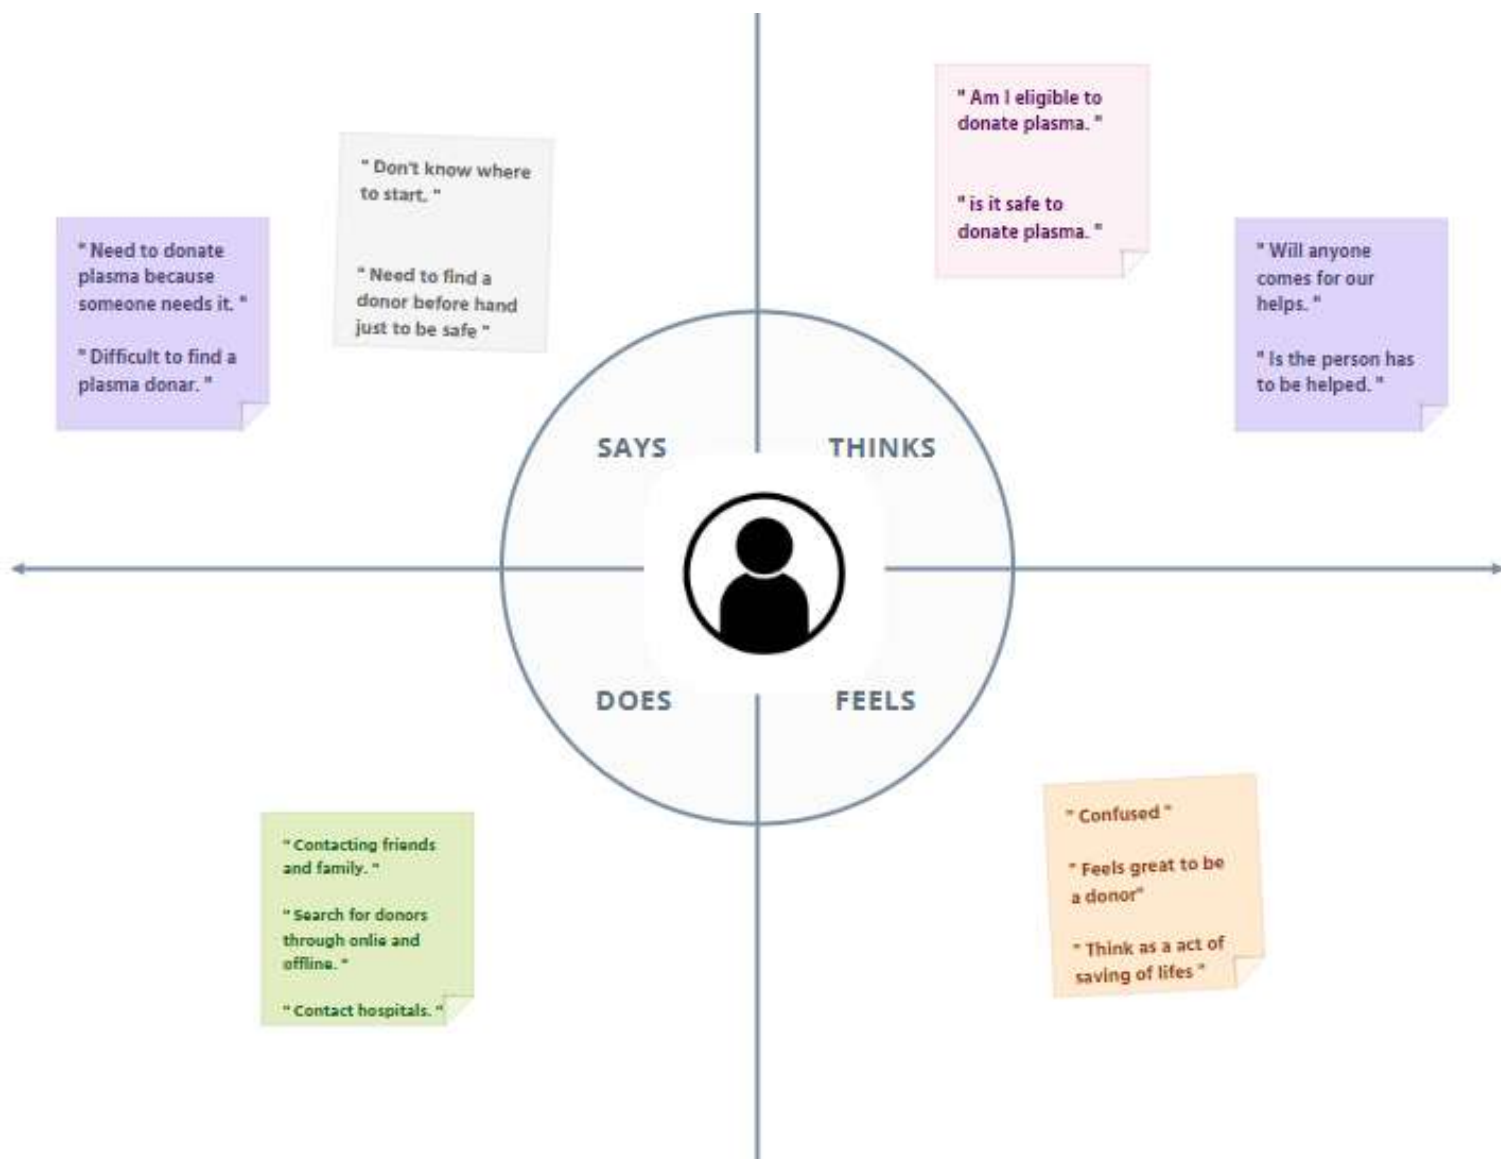 " Need to donate
plasma because
someone needs it. "
" Difficult to find a
plasma donar. "
" Don't know where
to start. "
" Need to find a
donor before hand
just to be safe "
" Am I eligible to
donate plasma. "
" is it safe to
donate plasma. "
" Will anyone
comes for our
helps. "
" Is the person has
to be helped. "
SAYS
THINKS
DOES
FEELS
" Contacting friends
and family. "
" Search for donors
through onlie and
offline. "
" Contact hospitals. "
" Confused "
" Feels great to be
a donor"
" Think as a act of
saving of lifes "